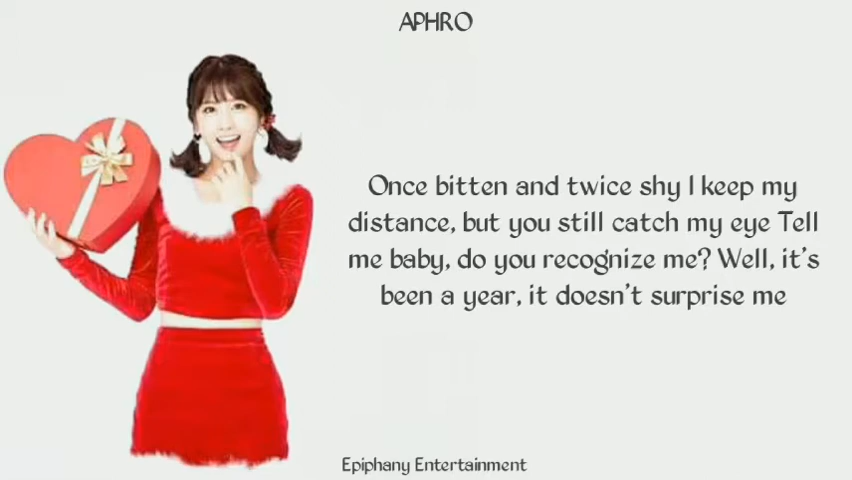 APHRO
Once bitten and twice shy I keep my
distance, but you still catch my eye Tell
me baby, do you recognize me? Well, it's
been a year, it doesn't surprise me
Epiphany Entertainment